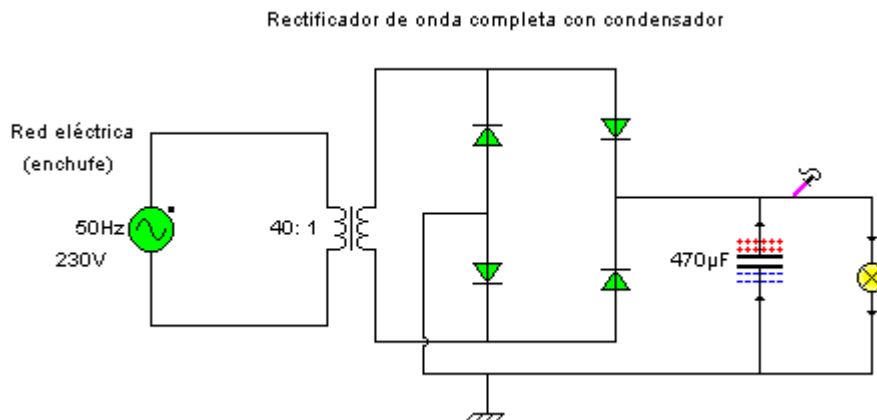 Rectificador de onda completa con condensador
Red eléctrica
(enchufe)
50Hz
230V
40: 1
470µF